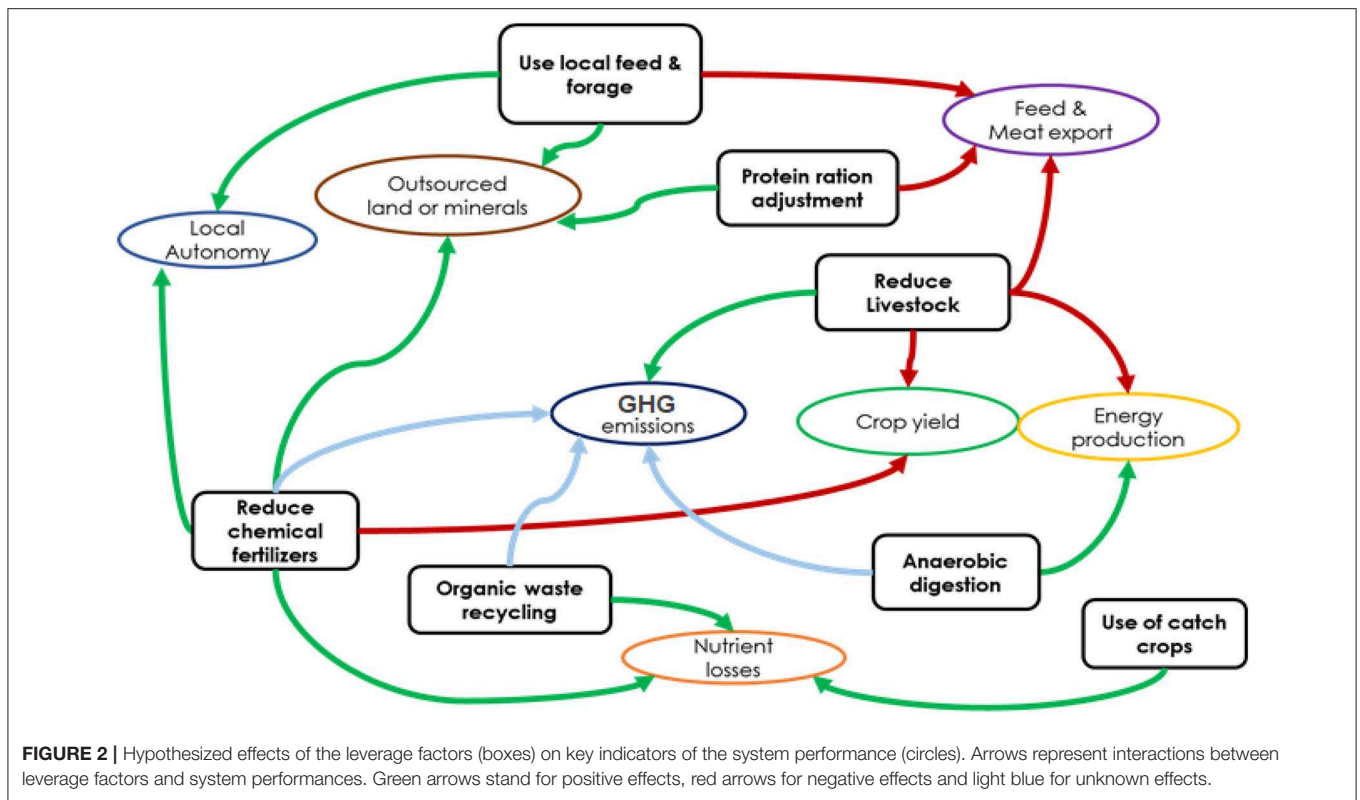 Use local feed &
forage
Feed &
Meat export
Protein ration
adjustment
Outsourced
land or minerals
Local
Autonomy
Reduce
Livestock
GHG
emissions
Crop yield
Energy
production
Reduce
chemical
fertilizers
Anaerobic
digestion
Organic waste
recycling
Use of catch
crops
Nutrient
losses
FIGURE 2 | Hypothesized effects of the leverage factors (boxes) on key indicators of the system performance (circles). Arrows represent interactions between
leverage factors and system performances. Green arrows stand for positive effects, red arrows for negative effects and light blue for unknown effects.